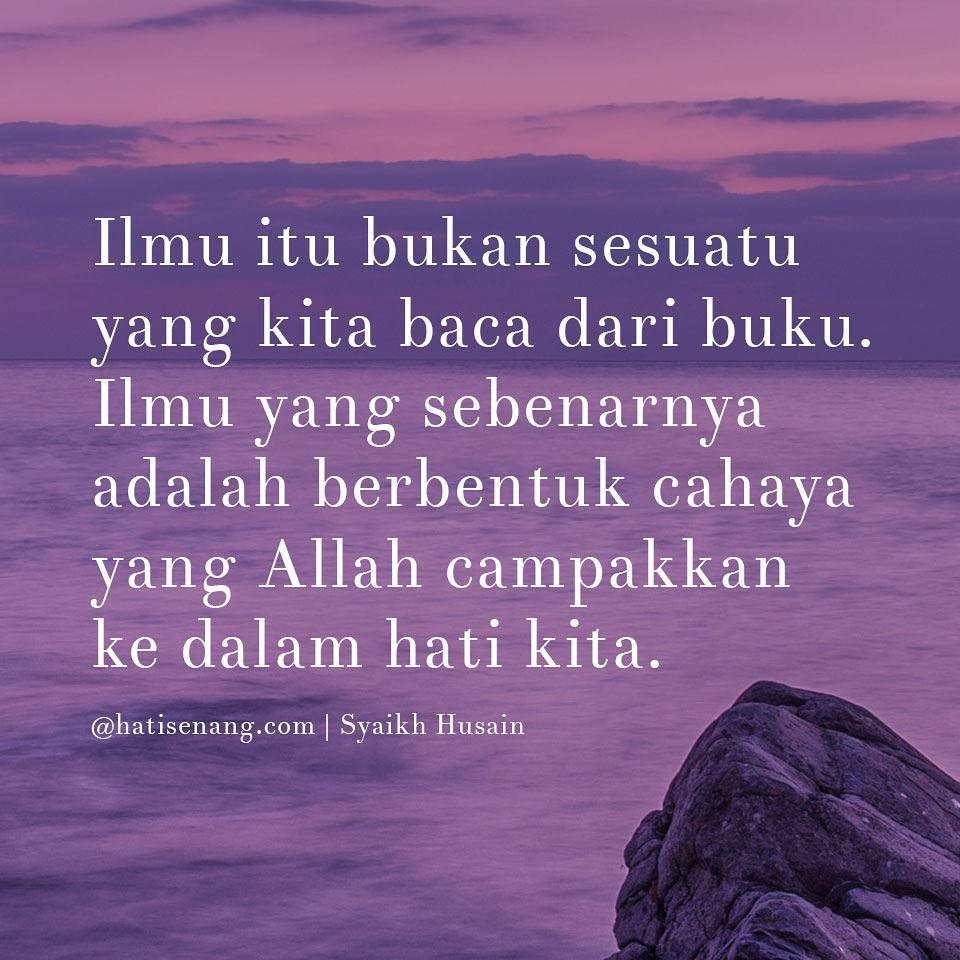 Ilmu itu bukan sesuatu
yang kita baca dari buku.
Ilmu yang sebenarnya
adalah berbentuk cahaya
yang Allah campakkan
ke dalam hati kita.
@hatisenang.com | Syaikh Husain